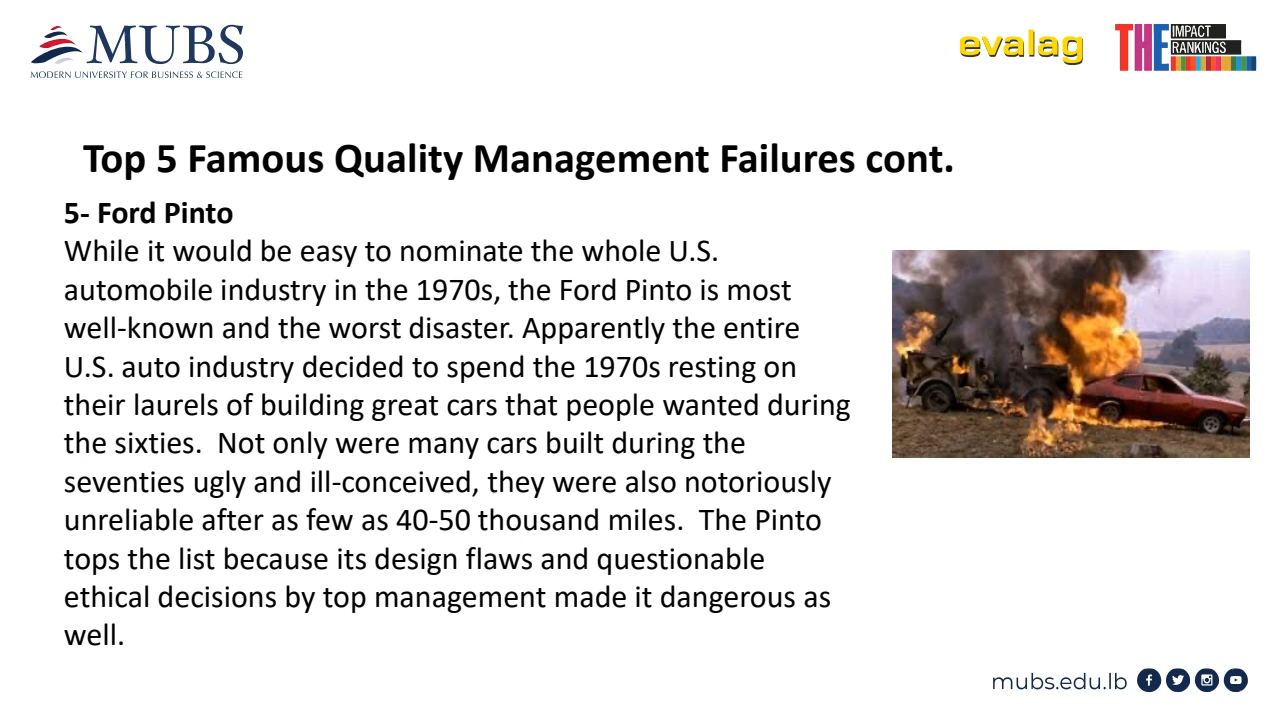 MUBS
MODERN UNIVERSITY FOR BUSINESS & SCIENCE
evalag
THE IMPACT
RANKINGS
Top 5 Famous Quality Management Failures cont.
5- Ford Pinto
While it would be easy to nominate the whole U.S.
automobile industry in the 1970s, the Ford Pinto is most
well-known and the worst disaster. Apparently the entire
U.S. auto industry decided to spend the 1970s resting on
their laurels of building great cars that people wanted during
the sixties.  Not only were many cars built during the
seventies ugly and ill-conceived, they were also notoriously
unreliable after as few as 40-50 thousand miles.  The Pinto
tops the list because its design flaws and questionable
ethical decisions by top management made it dangerous as
well.
mubs.edu.lb